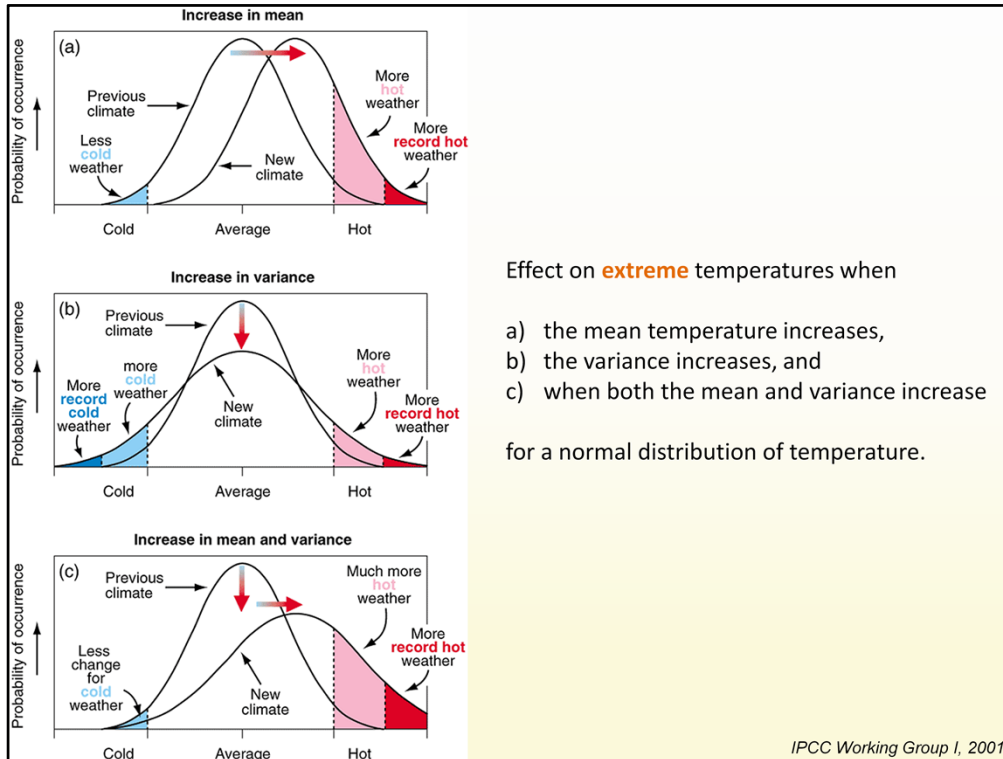 Increase in mean
(a)
Probability of occurrence
Previous
climate
Less
cold
weather
New
climate
More
hot
weather
More
record hot
weather
Cold
Average
Hot
Increase in variance
(b)
Probability of occurrence
Previous
climate
More
record
cold
weather
more
cold
weather
New
climate
More
hot
weather
More
record hot
weather
Cold
Average
Hot
Increase in mean and variance
(c)
Probability of occurrence
Previous
climate
Less
change
for
cold
weather
New
climate
Much more
hot
weather
More
record hot
weather
Cold
Average
Hot
Effect on extreme temperatures when
a) the mean temperature increases,
b) the variance increases, and
c) when both the mean and variance increase
for a normal distribution of temperature.
IPCC Working Group I, 2001